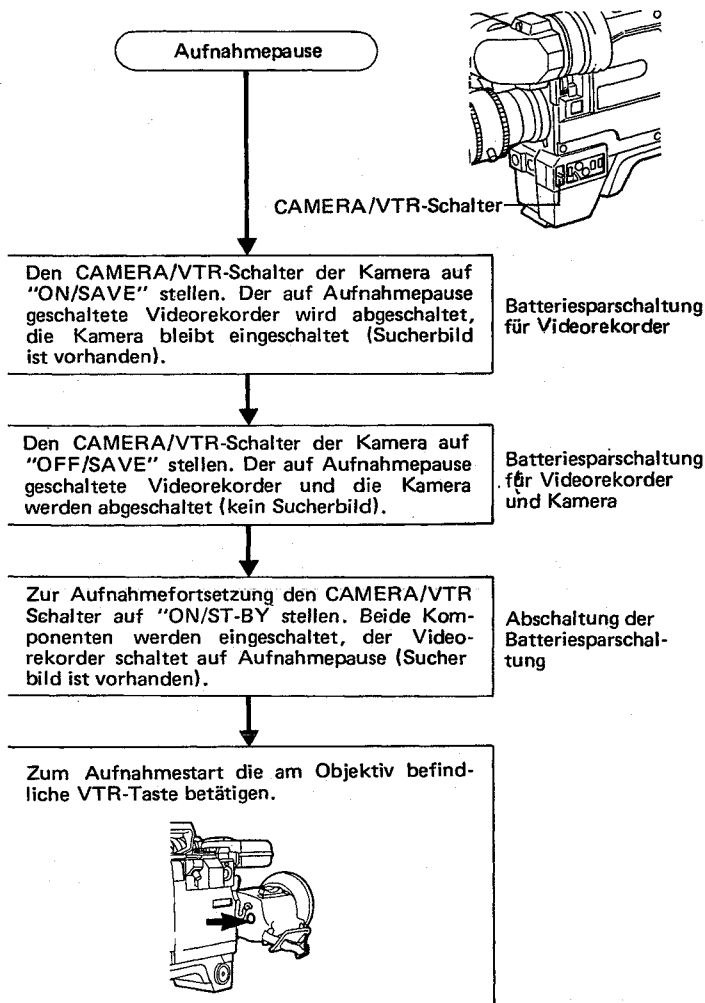 Aufnahmepause
CAMERA/VTR-Schalter
Den CAMERA/VTR-Schalter der Kamera auf
"ON/SAVE" stellen. Der auf Aufnahmepause
geschaltete Videorekorder wird abgeschaltet,
die Kamera bleibt eingeschaltet (Sucherbild
ist vorhanden).
Batteriesparschaltung
für Videorekorder
Den CAMERA/VTR-Schalter der Kamera auf
"OFF/SAVE" stellen. Der auf Aufnahmepause
geschaltete Videorekorder und die Kamera
werden abgeschaltet (kein Sucherbild).
Batteriesparschaltung
für Videorekorder
und Kamera
Zur Aufnahmefortsetzung den CAMERA/VTR
Schalter auf "ON/ST-BY stellen. Beide Kom-
ponenten werden eingeschaltet, der Video-
rekorder schaltet auf Aufnahmepause (Sucher
bild ist vorhanden).
Abschaltung der
Batteriesparschal-
tung
Zum Aufnahmestart die am Objektiv befind-
liche VTR-Taste betätigen.